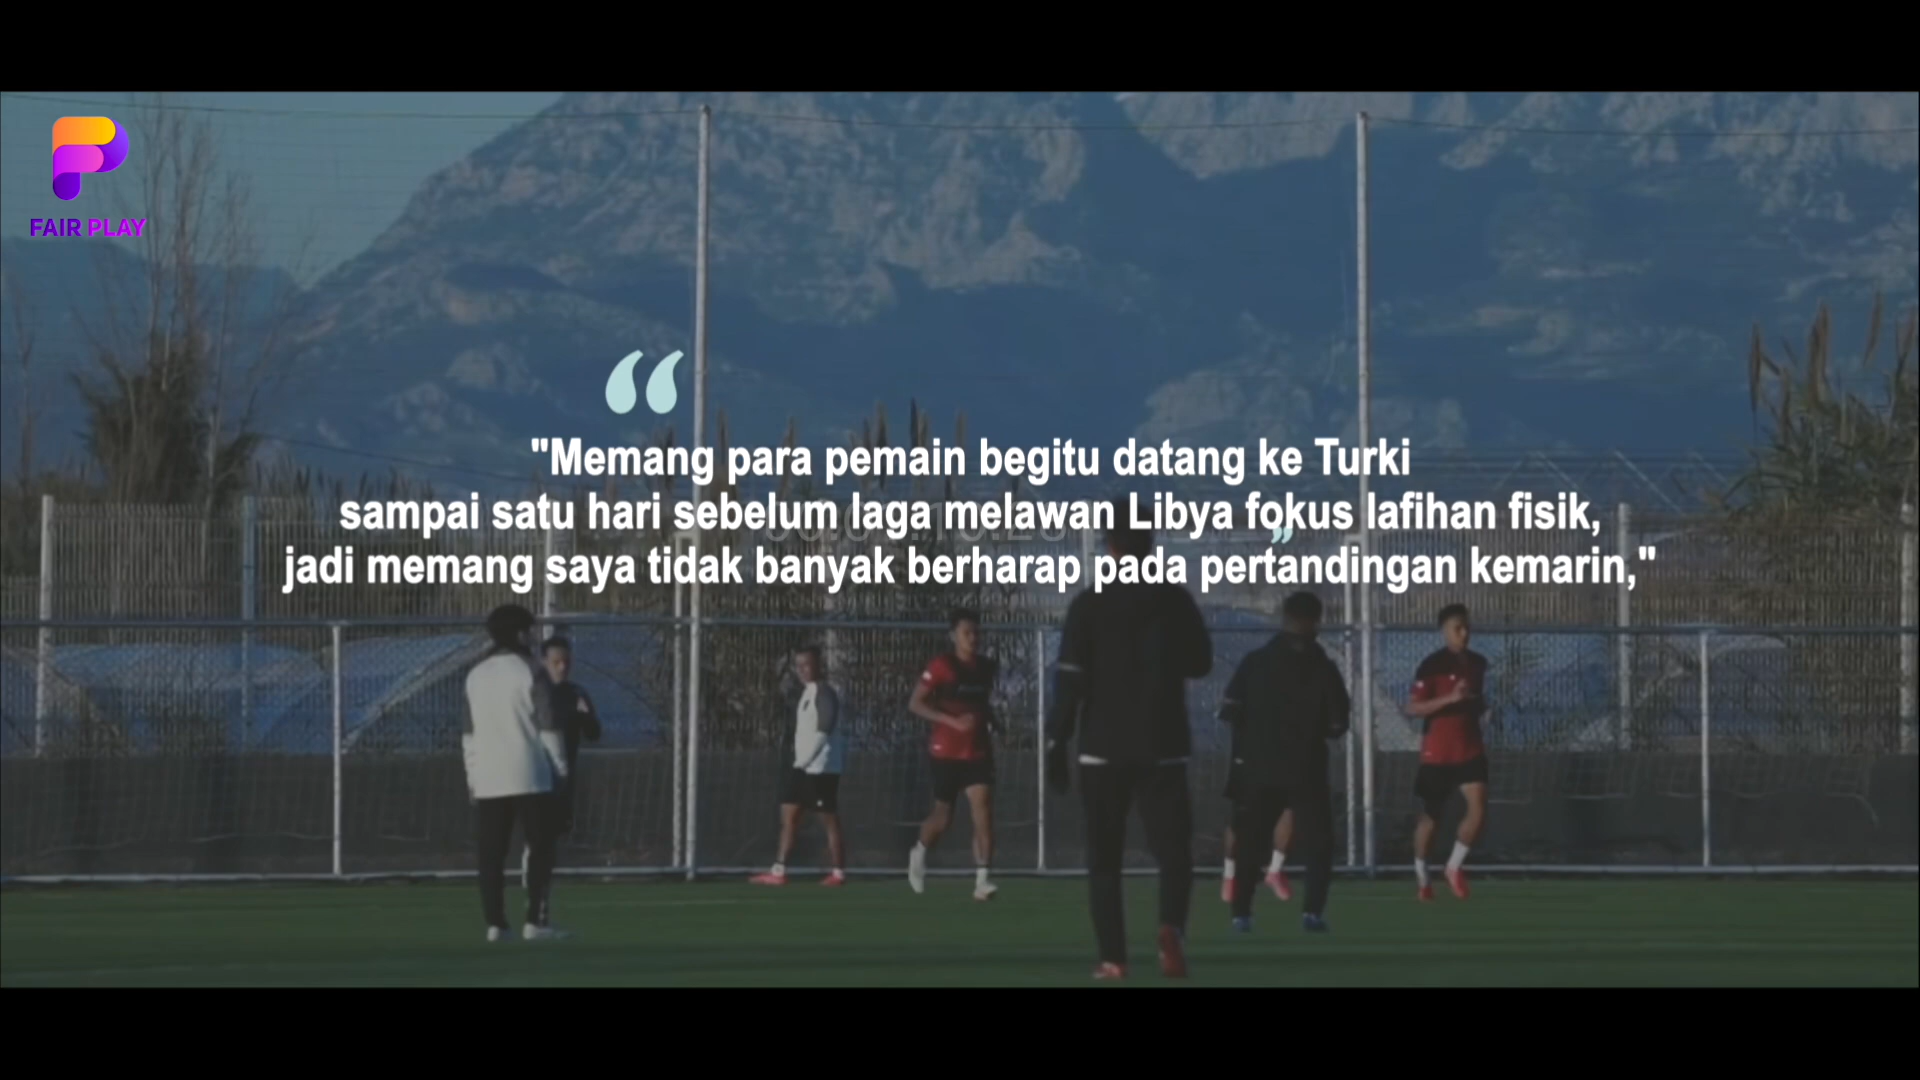 FAIR PLAY
"Memang para pemain begitu datang ke Turki
sampai satu hari sebelum laga melawan Libya fokus lafihan fisik,
jadi memang saya tidak banyak berharap pada pertandingan kemarin,"